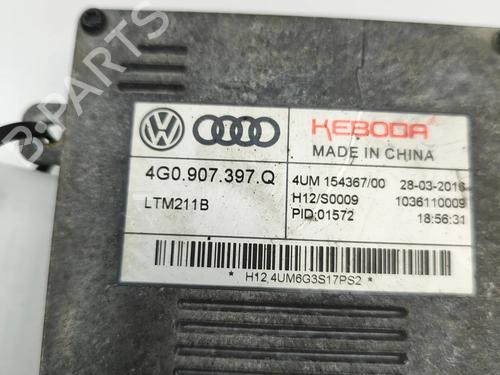 KEBODA
MADE IN CHINA
4G0.907.397.Q
LTM211B
4UM 154367/00 28-03-2016
H12/S0009 1036110009
PID:01572 18:56:31
* H12 4UM6G3S17PS2 *
B-PARTS